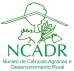 NCADR
Núcleo de Ciências Agrárias e
Desenvolvimento Rural